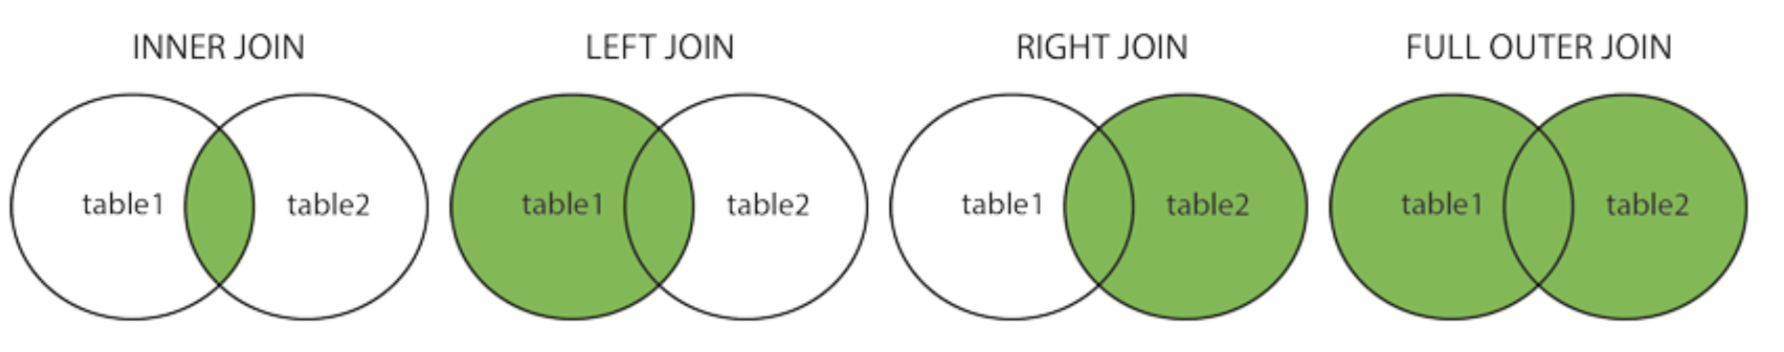 INNER JOIN
LEFT JOIN
RIGHT JOIN
FULL OUTER JOIN
table1
table2
table1
table2
table1
table2
table1
table2